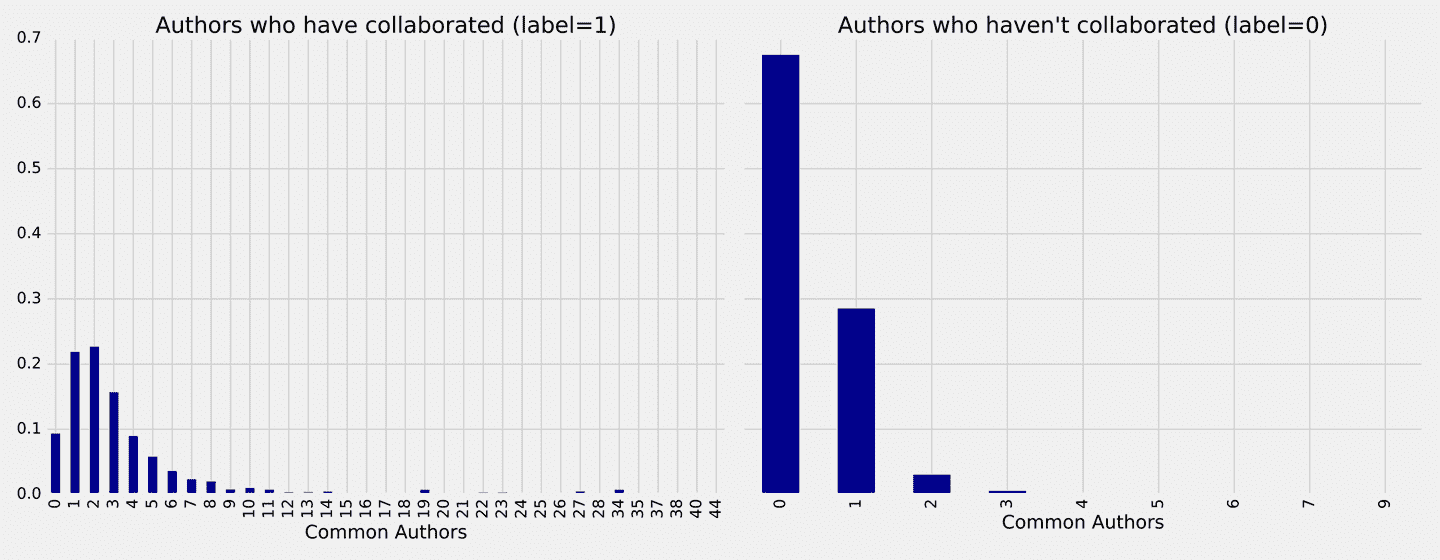 Authors who have collaborated (label=1)
0.7
0.6
0.5
0.4
0.3
0.2
0.1
0.0
0 1 2 3 4 5 6 7 8 9 10 11 12 13 14 15 16 17 18 19 20 21 22 23 24 25 26 27 28 34 35 37 38 40 44
Common Authors
Authors who haven't collaborated (label=0)
0 1 2 3 4 5 6 7 9
Common Authors